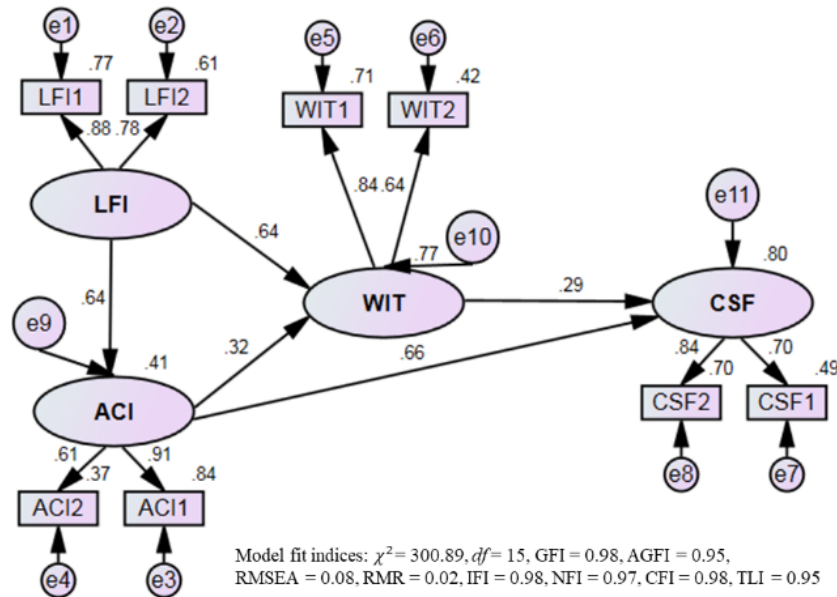 e1
e2
.77
.61
LFI1
LFI2
.88
.78
LFI
e5
e6
.71
.42
WIT1
WIT2
.84
.64
.64
.77
e10
WIT
e11
.80
CSF
.29
.64
e9
.32
.66
.41
ACI
.84
.70
.70
.49
CSF2
CSF1
e8
e7
.61
.91
.37
.84
ACI2
ACI1
e4
e3
Model fit indices: χ² = 300.89, df = 15, GFI = 0.98, AGFI = 0.95,
RMSEA = 0.08, RMR = 0.02, IFI = 0.98, NFI = 0.97, CFI = 0.98, TLI = 0.95